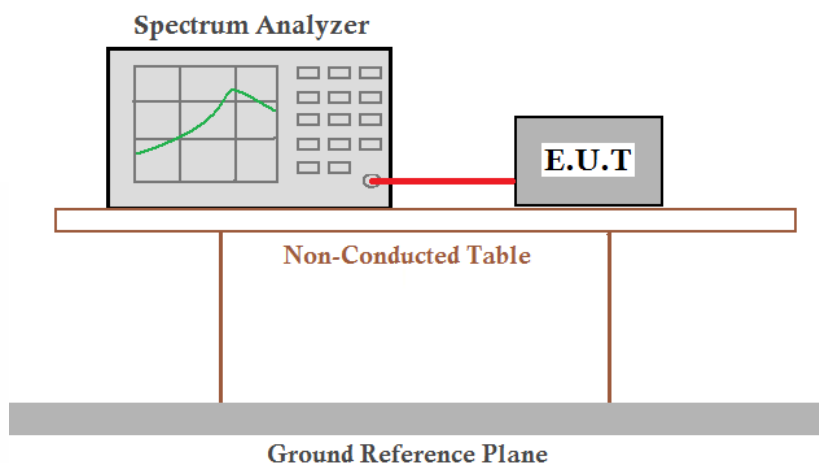 Spectrum Analyzer
E.U.T
Non-Conducted Table
Ground Reference Plane